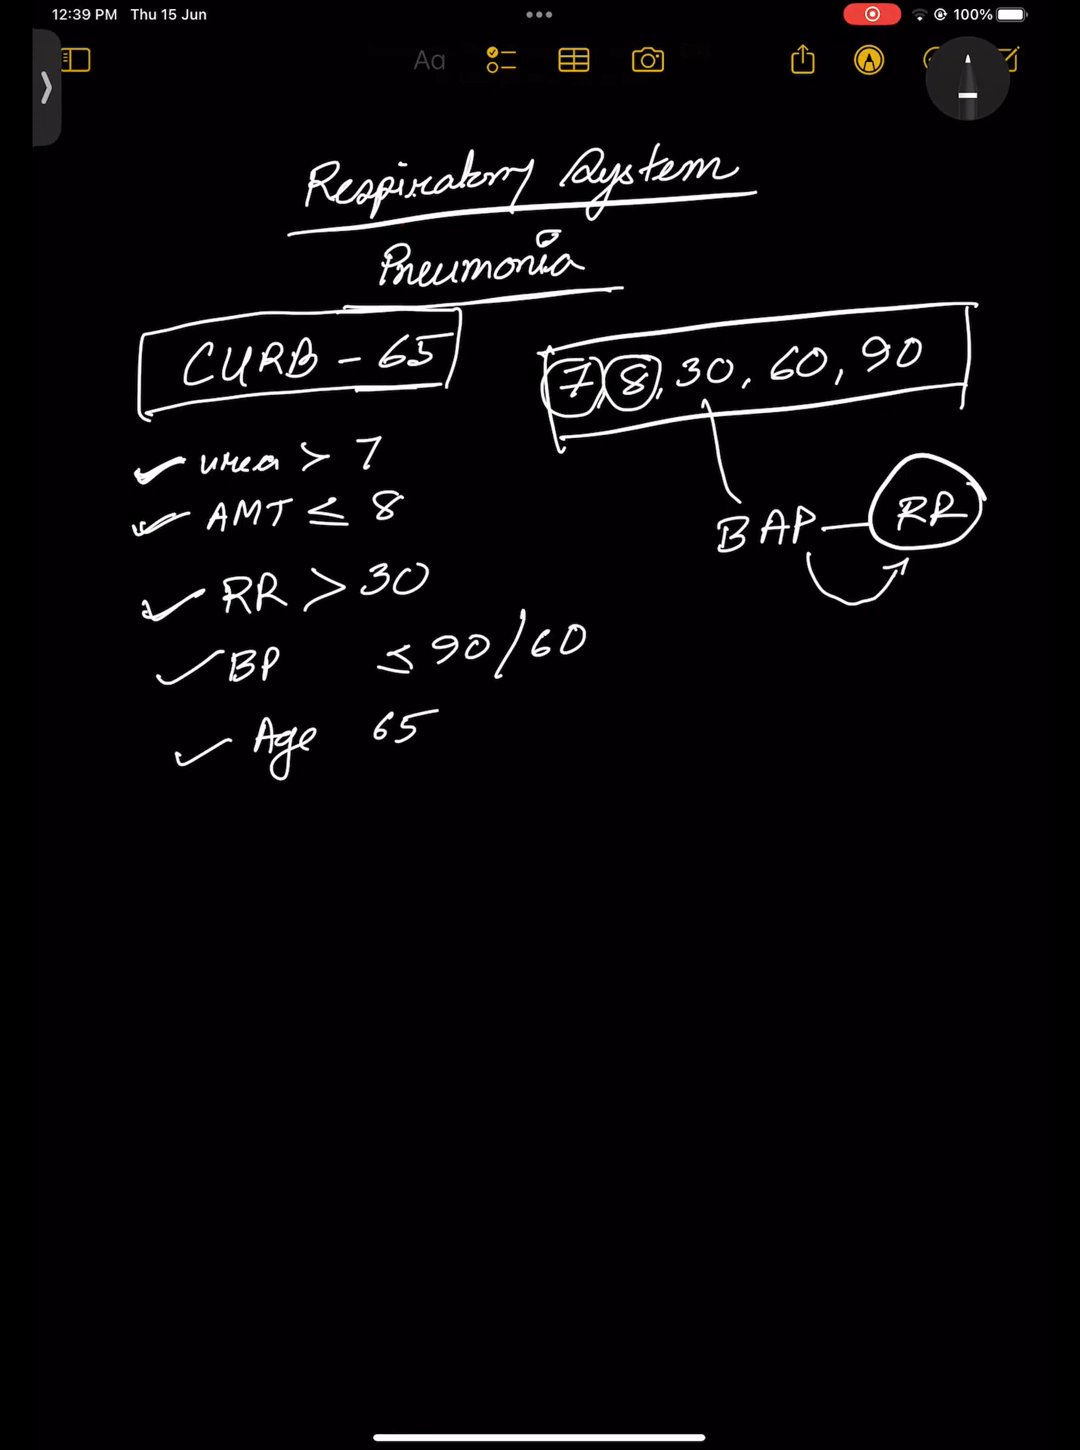 12:39 PM Thu 15 Jun
100%
Aa
Respiratory System
Pneumonia
CURB - 65
7, 8, 30, 60, 90
urea > 7
AMT ≤ 8
BAP — RR
RR > 30
BP ≤ 90/60
Age 65